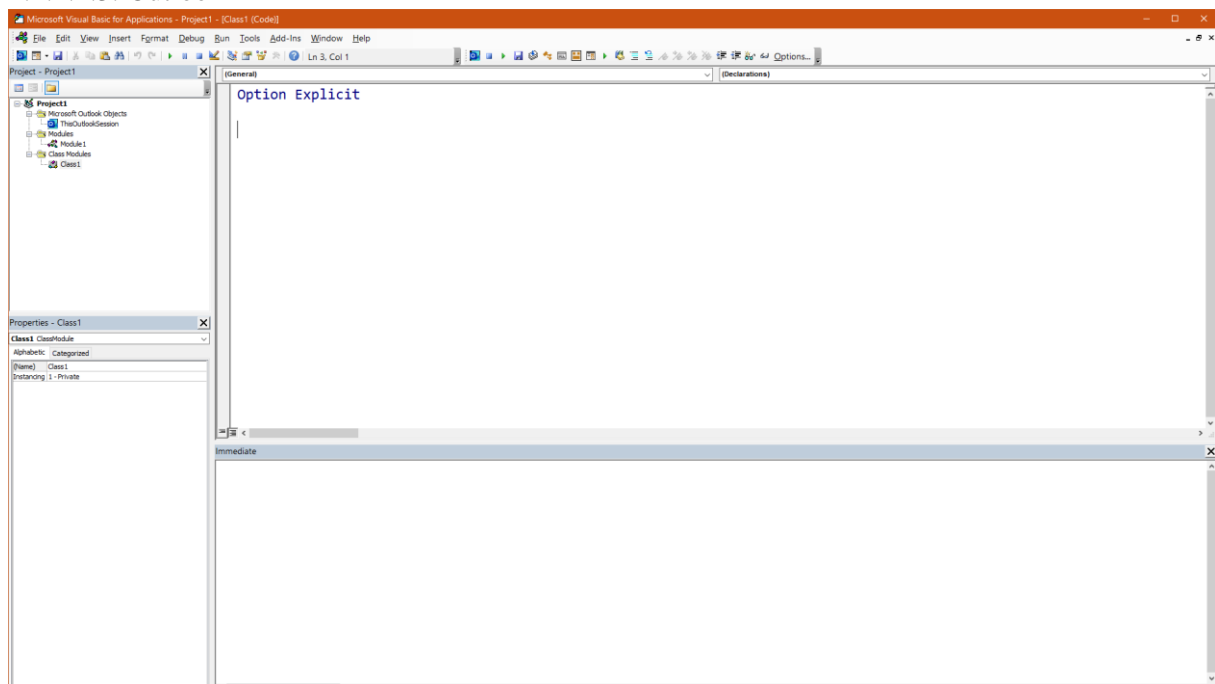 Microsoft Visual Basic for Applications - Project1 - [Class1 (Code)]
File Edit View Insert Format Debug Run Tools Add-Ins Window Help
Ln 3, Col 1
Options...
Project - Project1
Project1
Microsoft Outlook Objects
ThisOutlookSession
Modules
Module1
Class Modules
Class1
(General)
(Declarations)
Option Explicit
Properties - Class1
Class1 ClassModule
Alphabetic Categorized
(Name) Class1
Instancing 1 - Private
Immediate